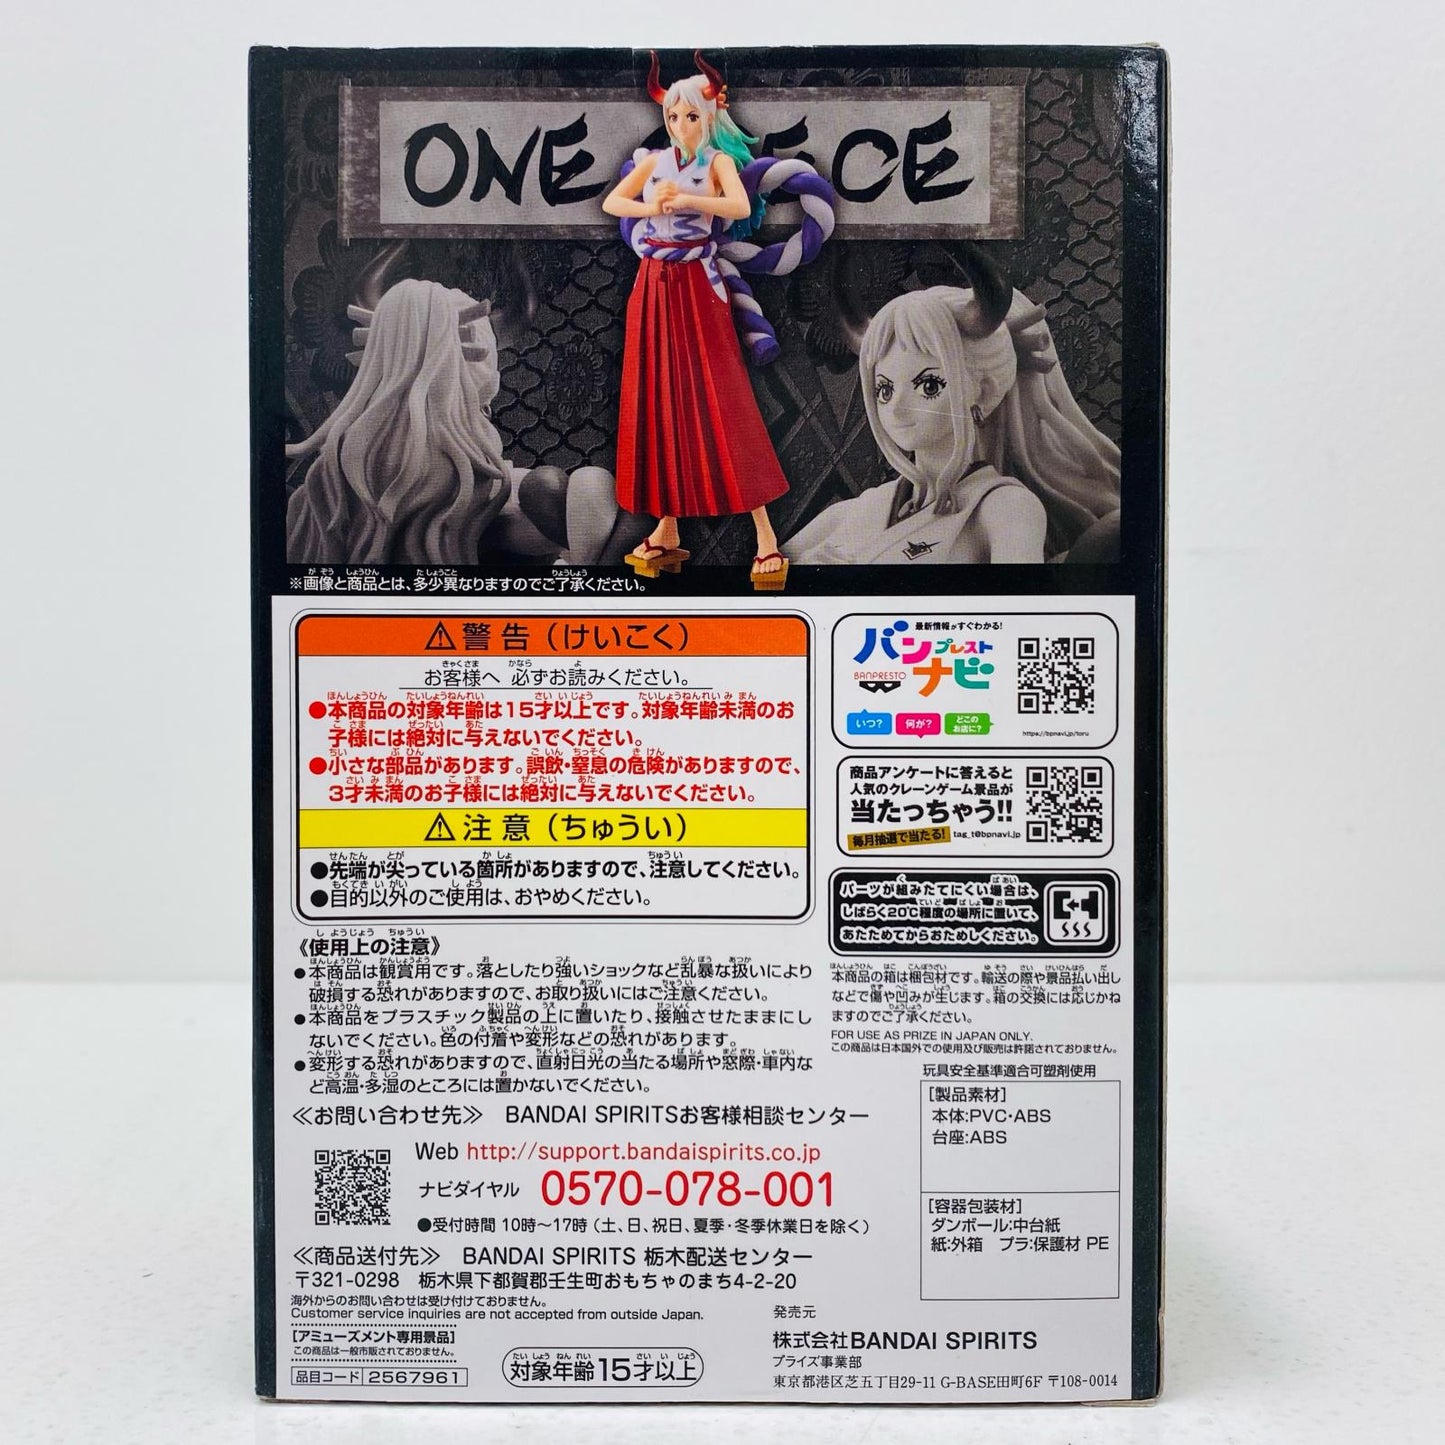 ONE PIECE
※画像と商品とは、多少異なりますのでご了承ください。
⚠警告（けいこく）
お客様へ 必ずお読みください。
●本商品の対象年齢は15才以上です。対象年齢未満のお
子様には絶対に与えないでください。
●小さな部品があります。誤飲・窒息の危険がありますので、
3才未満のお子様には絶対に与えないでください。
⚠注意（ちゅうい）
●先端が尖っている箇所がありますので、注意してください。
●目的以外のご使用は、おやめください。
《使用上の注意》
●本商品は観賞用です。落としたり強いショックなど乱暴な扱いにより
破損する恐れがありますので、お取り扱いにはご注意ください。
●本商品をプラスチック製品の上に置いたり、接触させたままにし
ないでください。色の付着や変形などの恐れがあります。
●変形する恐れがありますので、直射日光の当たる場所や窓際・車内な
ど高温・多湿のところには置かないでください。
≪お問い合わせ先≫ BANDAI SPIRITSお客様相談センター
Web http://support.bandaispirits.co.jp
ナビダイヤル 0570-078-001
●受付時間 10時〜17時（土、日、祝日、夏季・冬季休業日を除く）
≪商品送付先≫ BANDAI SPIRITS 栃木配送センター
〒321-0298 栃木県下都賀郡壬生町おもちゃのまち4-2-20
海外からのお問い合わせは受け付けておりません。
Customer service inquiries are not accepted from outside Japan.
[アミューズメント専用景品]
この商品は一般市販されておりません。
品目コード 2567961
対象年齢15才以上
最新情報がすぐわかる!
バンプレストナビ
BANPRESTO
いつ? 何が? どこのお店に?
https://bpnavi.jp/toru
商品アンケートに答えると
人気のクレーンゲーム景品が
当たっちゃう!!
毎月抽選で当たる! tag_t@bpnavi.jp
パーツが組みたてにくい場合は、
しばらく20℃程度の場所に置いて、
あたためてからおためしください。
本商品の箱は梱包材です。輸送の際や景品払い出し
などで傷や凹みが生じます。箱の交換には応じかね
ますのでご了承ください。
FOR USE AS PRIZE IN JAPAN ONLY.
この商品は日本国外での使用及び販売は許諾されておりません。
玩具安全基準適合可塑剤使用
[製品素材]
本体:PVC・ABS
台座:ABS
[容器包装材]
ダンボール:中台紙
紙:外箱 プラ:保護材 PE
発売元
株式会社BANDAI SPIRITS
プライズ事業部
東京都港区芝五丁目29-11 G-BASE田町6F 〒108-0014